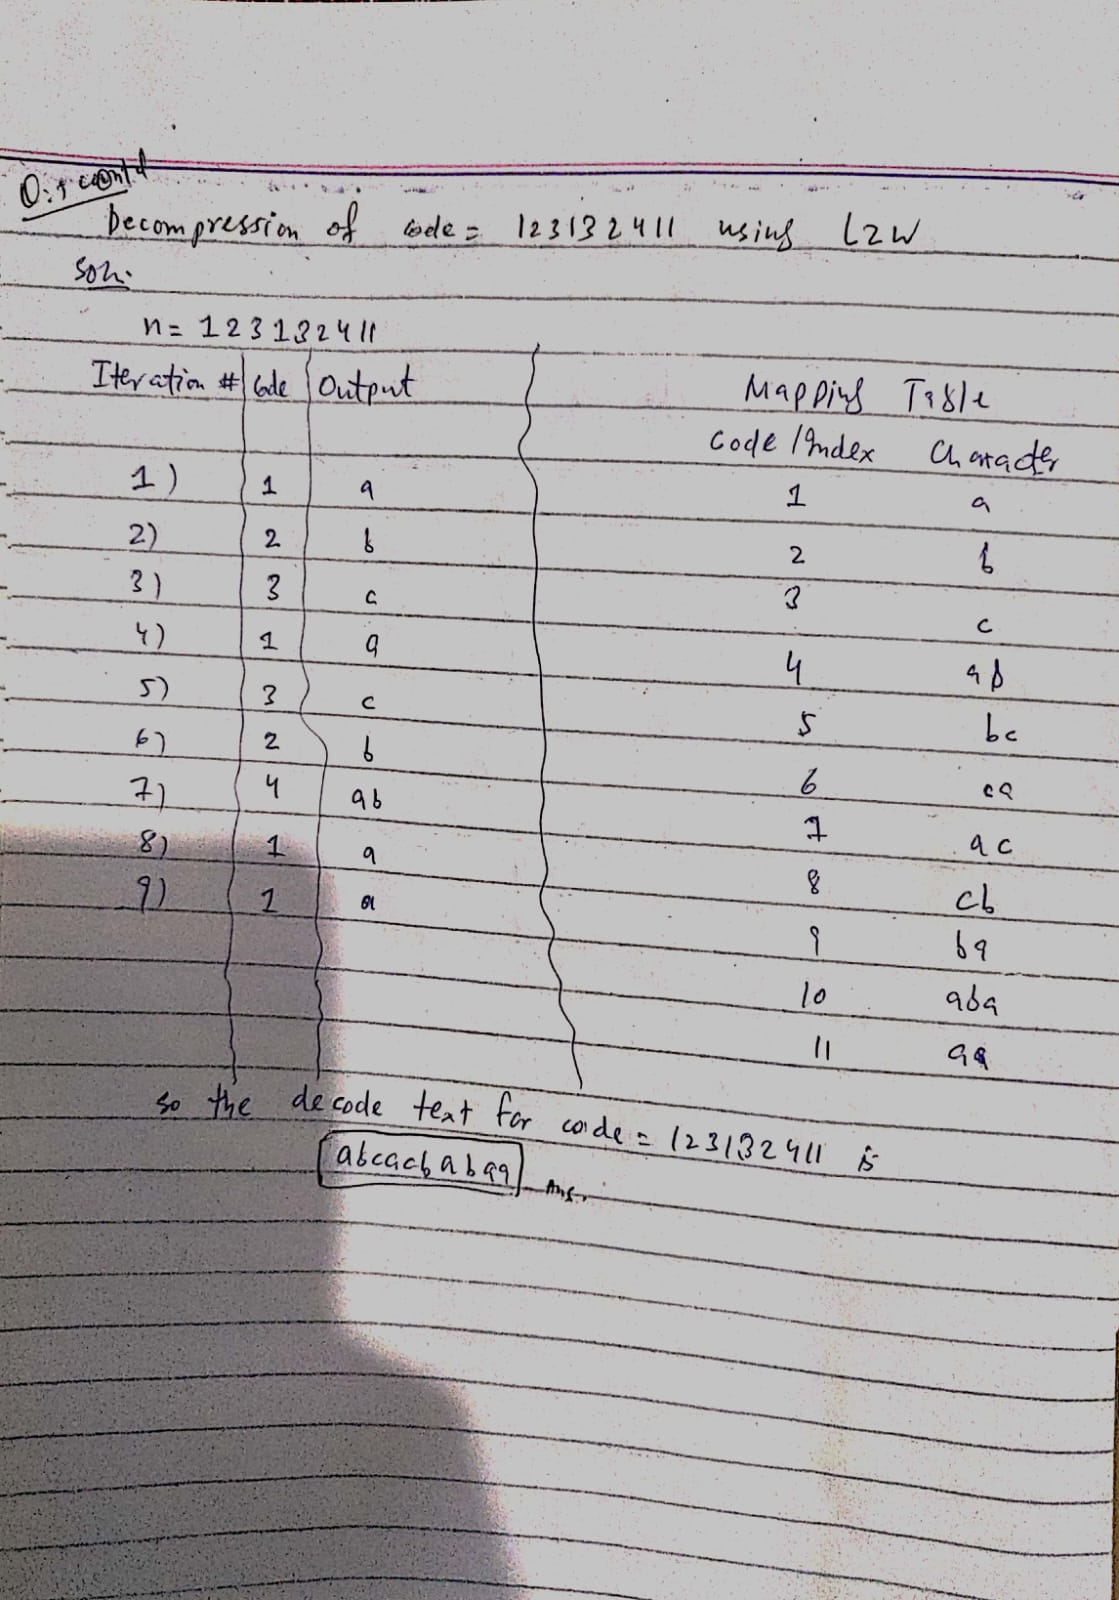 Q:1 cont'd
Decompression of code = 123132411 using LZW
Soln:
n = 123132411
Iteration # Code Output
Mapping Table
Code / Index Character
1) 1 a
2) 2 b
3) 3 c
4) 1 a
5) 3 c
6) 2 b
7) 4 ab
8) 1 a
9) 1 a
1 a
2 b
3 c
4 ab
5 bc
6 ca
7 ac
8 cb
9 ba
10 aba
11 aa
so the decode text for code = 123132411 is
abcacbabaa Ans.